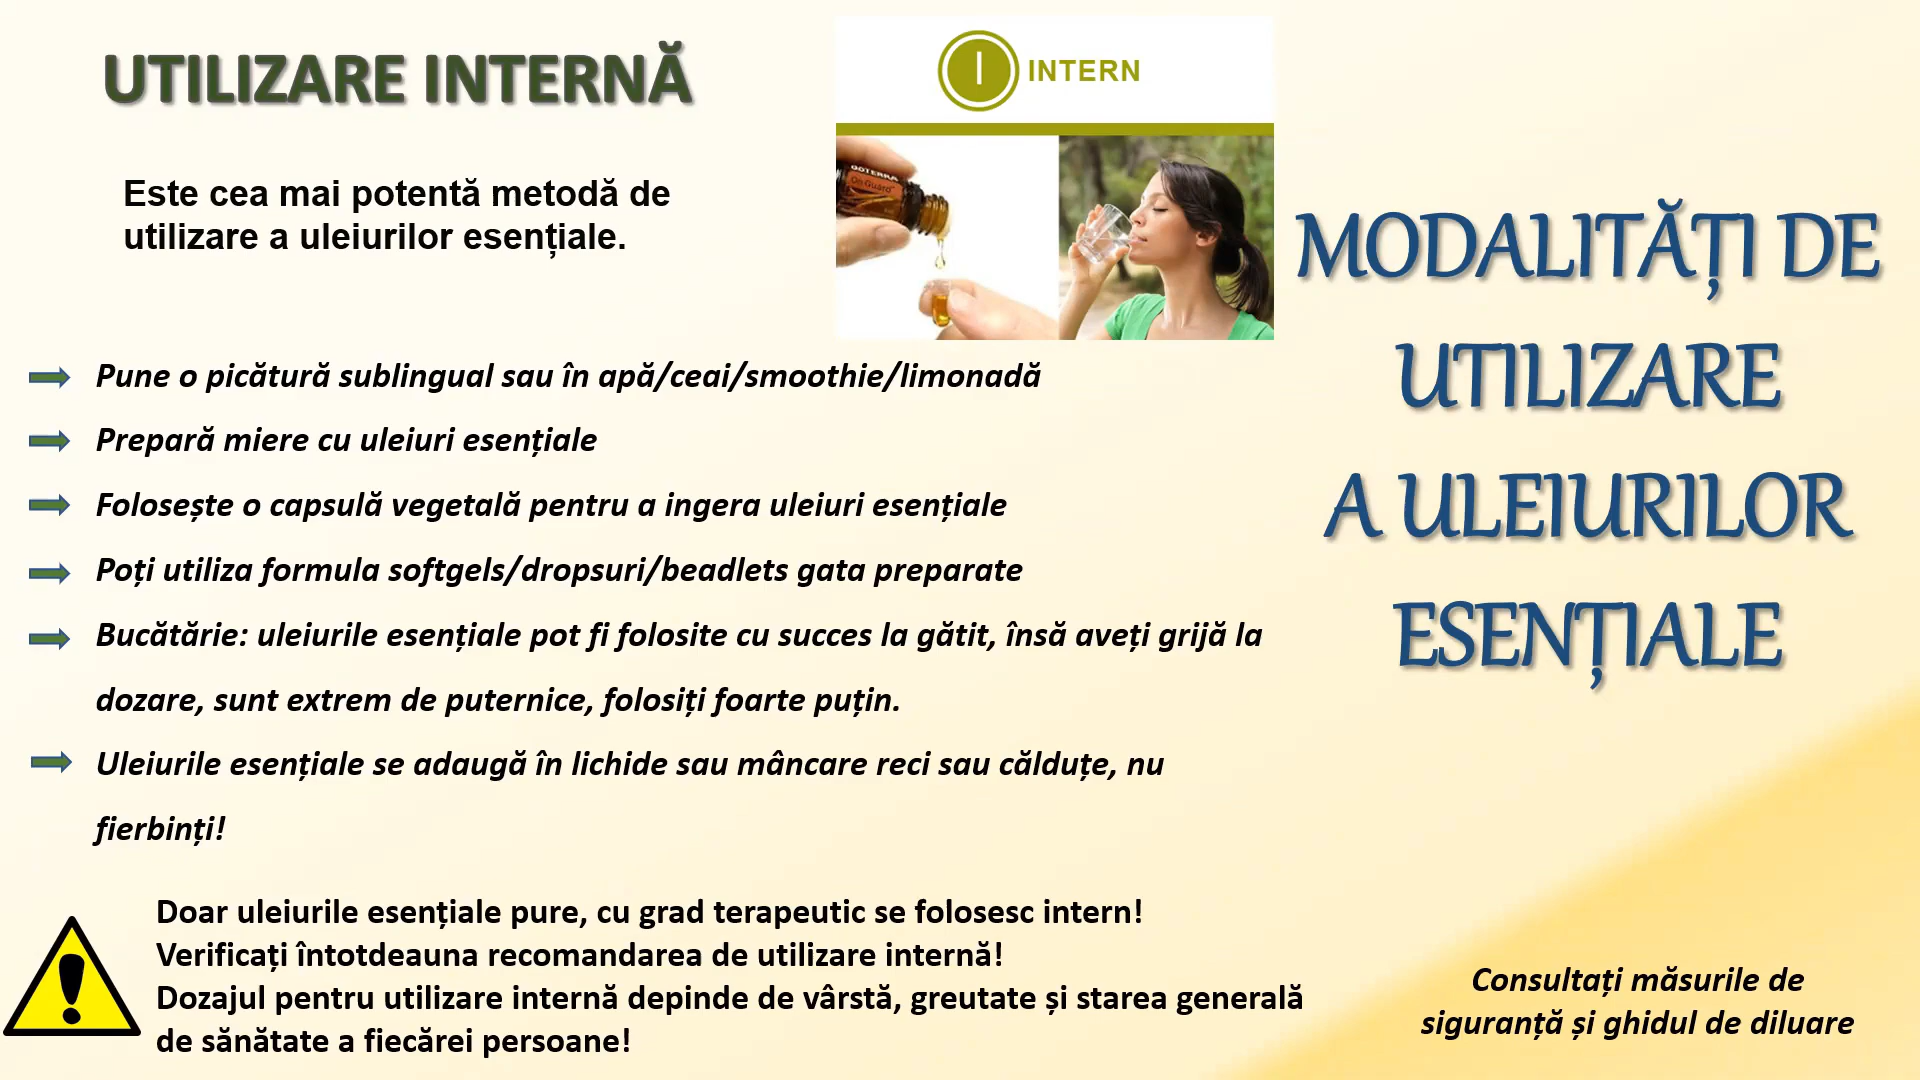 UTILIZARE INTERNĂ
Este cea mai potentă metodă de
utilizare a uleiurilor esențiale.
I INTERN
DOTERRA
On Guard
MODALITĂȚI DE
UTILIZARE
A ULEIURILOR
ESENȚIALE
Pune o picătură sublingual sau în apă/ceai/smoothie/limonadă
Prepară miere cu uleiuri esențiale
Folosește o capsulă vegetală pentru a ingera uleiuri esențiale
Poți utiliza formula softgels/dropsuri/beadlets gata preparate
Bucătărie: uleiurile esențiale pot fi folosite cu succes la gătit, însă aveți grijă la
dozare, sunt extrem de puternice, folosiți foarte puțin.
Uleiurile esențiale se adaugă în lichide sau mâncare reci sau călduțe, nu
fierbinți!
Doar uleiurile esențiale pure, cu grad terapeutic se folosesc intern!
Verificați întotdeauna recomandarea de utilizare internă!
Dozajul pentru utilizare internă depinde de vârstă, greutate și starea generală
de sănătate a fiecărei persoane!
Consultați măsurile de
siguranță și ghidul de diluare